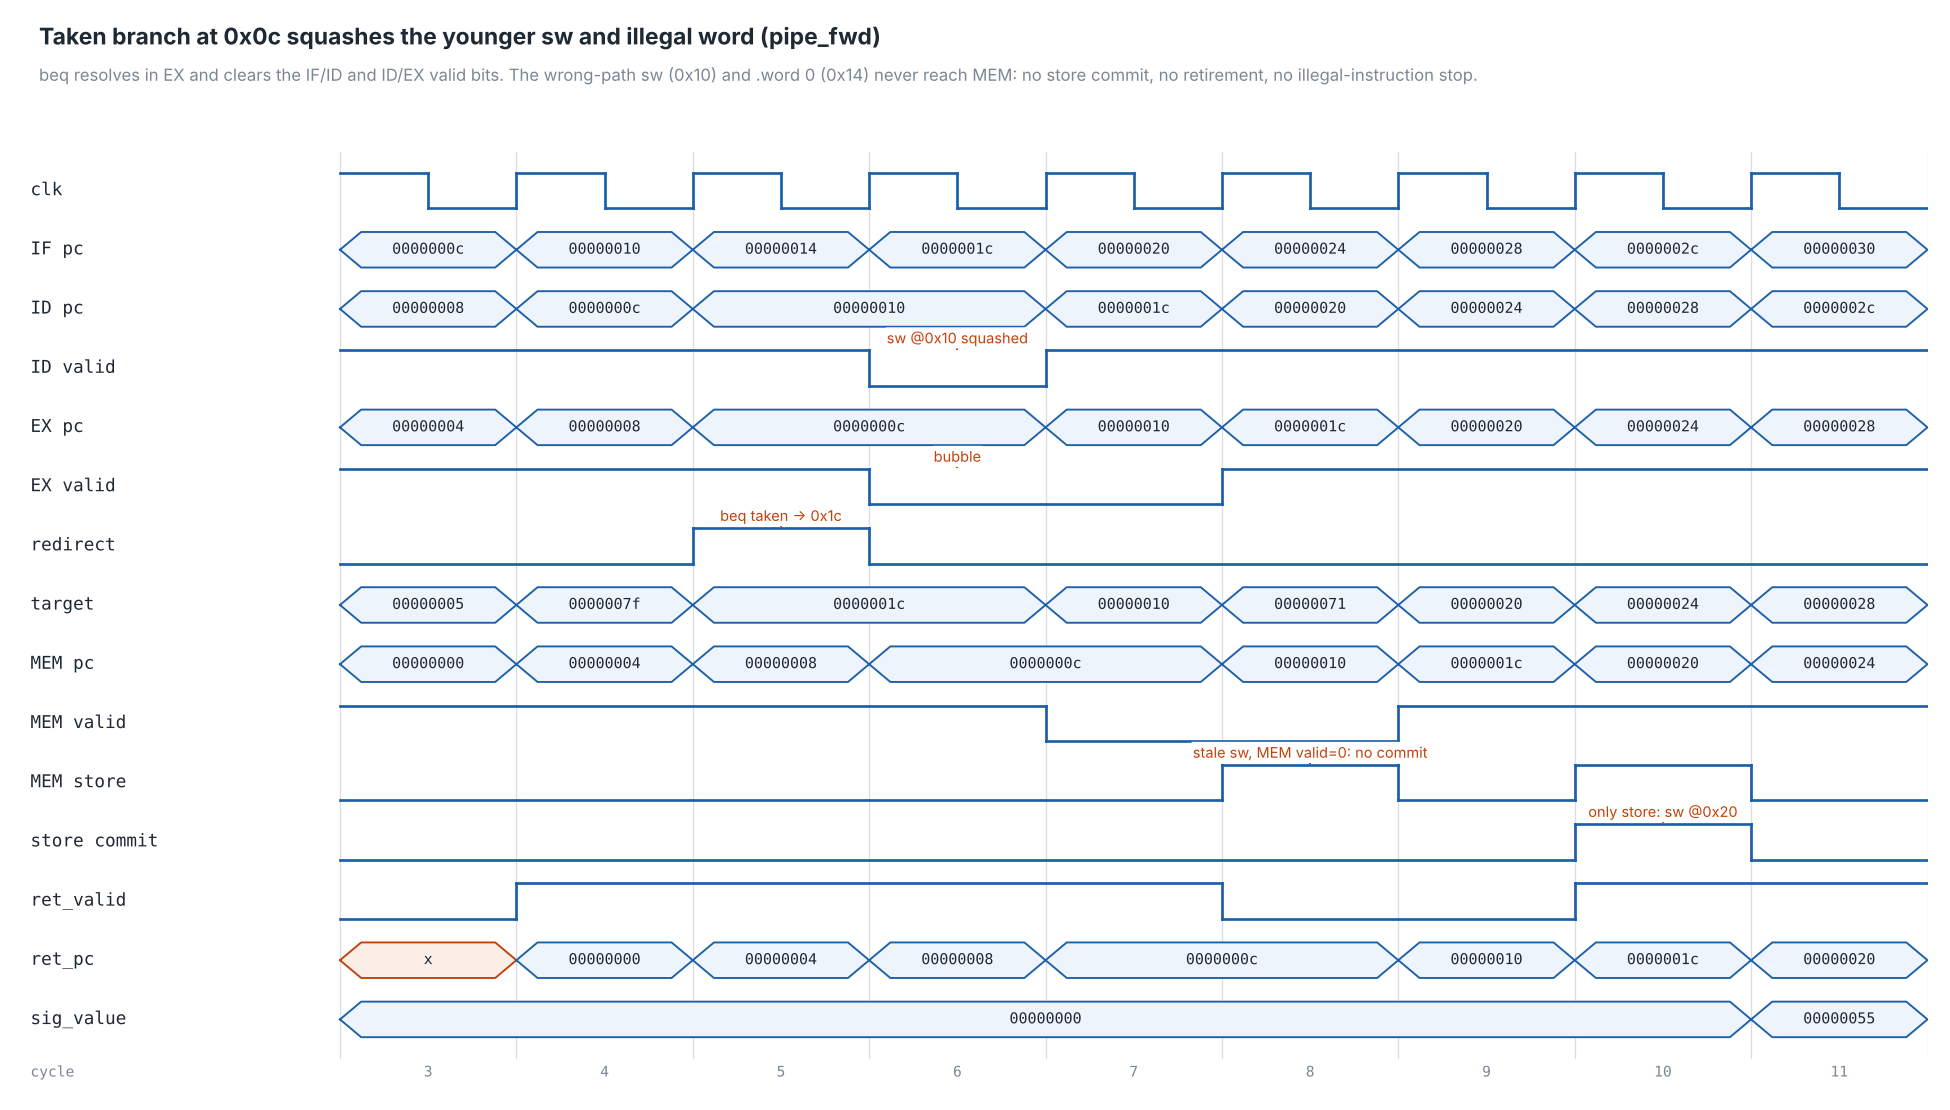 Taken branch at 0x0c squashes the younger sw and illegal word (pipe_fwd)
beq resolves in EX and clears the IF/ID and ID/EX valid bits. The wrong-path sw (0x10) and .word 0 (0x14) never reach MEM: no store commit, no retirement, no illegal-instruction stop.
clk
IF pc 0000000c 00000010 00000014 0000001c 00000020 00000024 00000028 0000002c 00000030
ID pc 00000008 0000000c 00000010 0000001c 00000020 00000024 00000028 0000002c
sw @0x10 squashed
ID valid
EX pc 00000004 00000008 0000000c 00000010 0000001c 00000020 00000024 00000028
bubble
EX valid
beq taken → 0x1c
redirect
target 00000005 0000007f 0000001c 00000010 00000071 00000020 00000024 00000028
MEM pc 00000000 00000004 00000008 0000000c 00000010 0000001c 00000020 00000024
MEM valid
stale sw, MEM valid=0: no commit
MEM store
only store: sw @0x20
store commit
ret_valid
ret_pc x 00000000 00000004 00000008 0000000c 00000010 0000001c 00000020
sig_value 00000000 00000055
cycle 3 4 5 6 7 8 9 10 11